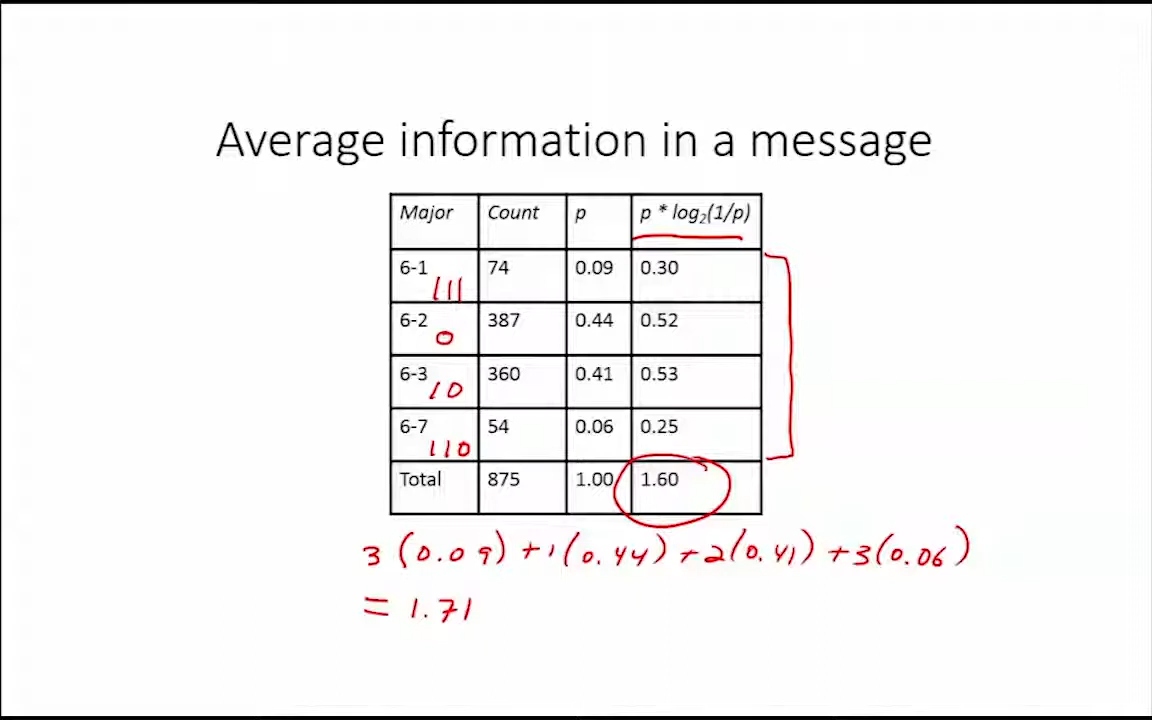 Average information in a message
Major Count p p * log₂(1/p)
6-1 111 74 0.09 0.30
6-2 0 387 0.44 0.52
6-3 10 360 0.41 0.53
6-7 110 54 0.06 0.25
Total 875 1.00 1.60
3 (0.09) + 1(0.44) + 2(0.41) + 3(0.06)
= 1.71